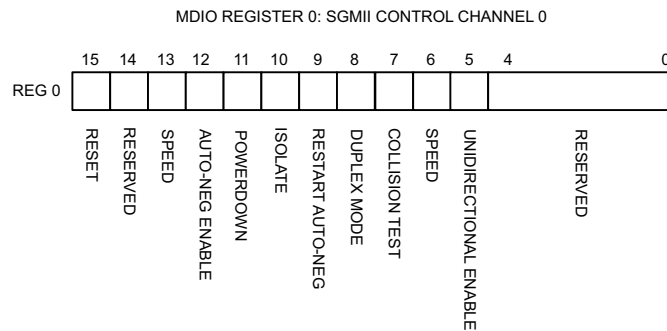 MDIO REGISTER 0: SGMII CONTROL CHANNEL 0
15 14 13 12 11 10 9 8 7 6 5 4 0
REG 0
RESET
RESERVED
SPEED
AUTO-NEG ENABLE
POWERDOWN
ISOLATE
RESTART AUTO-NEG
DUPLEX MODE
COLLISION TEST
SPEED
UNIDIRECTIONAL ENABLE
RESERVED